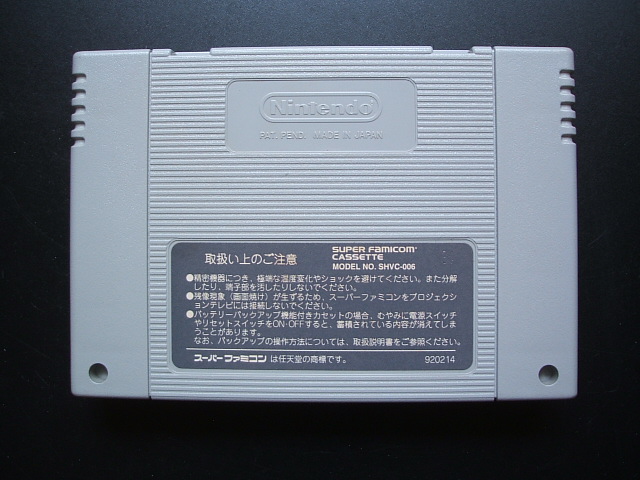 Nintendo
PAT. PEND. MADE IN JAPAN
取扱い上のご注意
SUPER FAMICOM
CASSETTE
MODEL NO. SHVC-006
●精密機器につき、極端な温度変化やショックを避けてください。また分解
したり、端子部を汚したりしないでください。
●残像現象（画面焼け）が生ずるため、スーパーファミコンをプロジェクシ
ョンテレビには接続しないでください。
●バッテリーバックアップ機能付きカセットの場合、むやみに電源スイッチ
やリセットスイッチをON・OFFすると、蓄積されている内容が消えてしま
うことがあります。
なお、バックアップの操作方法については、取扱説明書をご参照ください。
スーパーファミコン は任天堂の商標です。
920214